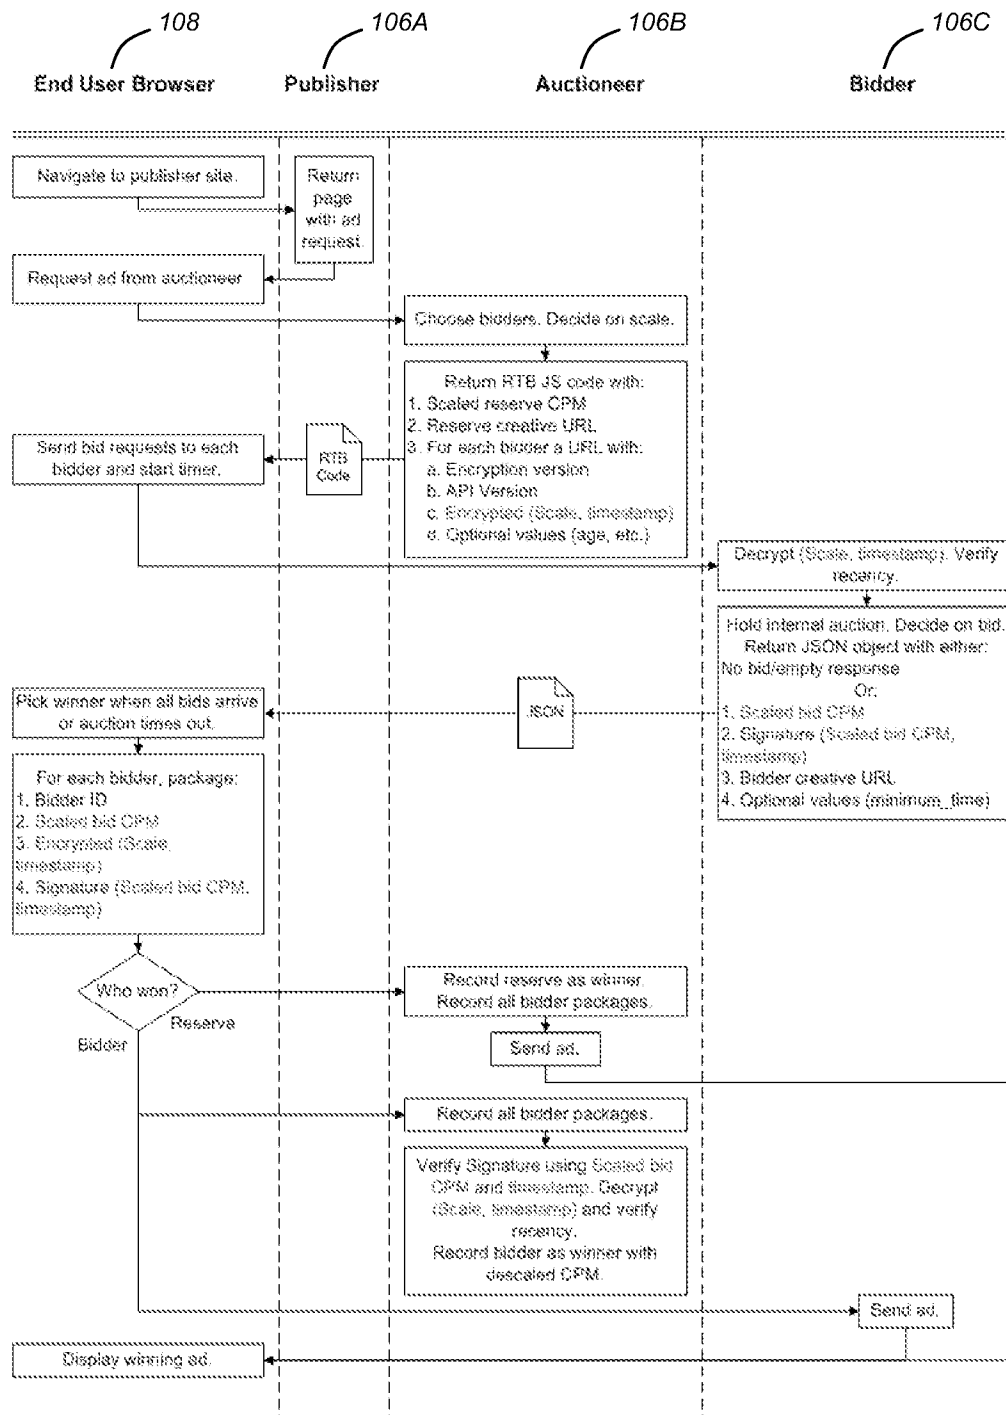 108
106A
106B
106C
End User Browser
Publisher
Auctioneer
Bidder
Navigate to publisher site.
Return
page
with ad
request.
Request ad from auctioneer
Choose bidders. Decide on scale.
Return RTB JS code with:
1. Scaled reserve CPM
2. Reserve creative URL
3. For each bidder a URL with:
a. Encryption version
b. API Version
c. Encrypted (Scale, timestamp)
d. Optional values (age, etc.)
RTB
Code
Send bid requests to each
bidder and start timer.
Decrypt (Scale, timestamp). Verify
recency.
Hold internal auction. Decide on bid.
Return JSON object with either:
No bid/empty response
Or:
1. Scaled bid CPM
2. Signature (Scaled bid CPM,
timestamp)
3. Bidder creative URL
4. Optional values (minimum_time)
JSON
Pick winner when all bids arrive
or auction times out.
For each bidder, package:
1. Bidder ID
2. Scaled bid CPM
3. Encrypted (Scale,
timestamp)
4. Signature (Scaled bid CPM,
timestamp)
Who won?
Reserve
Bidder
Record reserve as winner.
Record all bidder packages.
Send ad.
Record all bidder packages.
Verify Signature using Scaled bid
CPM and timestamp. Decrypt
(Scale, timestamp) and verify
recency.
Record bidder as winner with
descaled CPM.
Send ad.
Display winning ad.